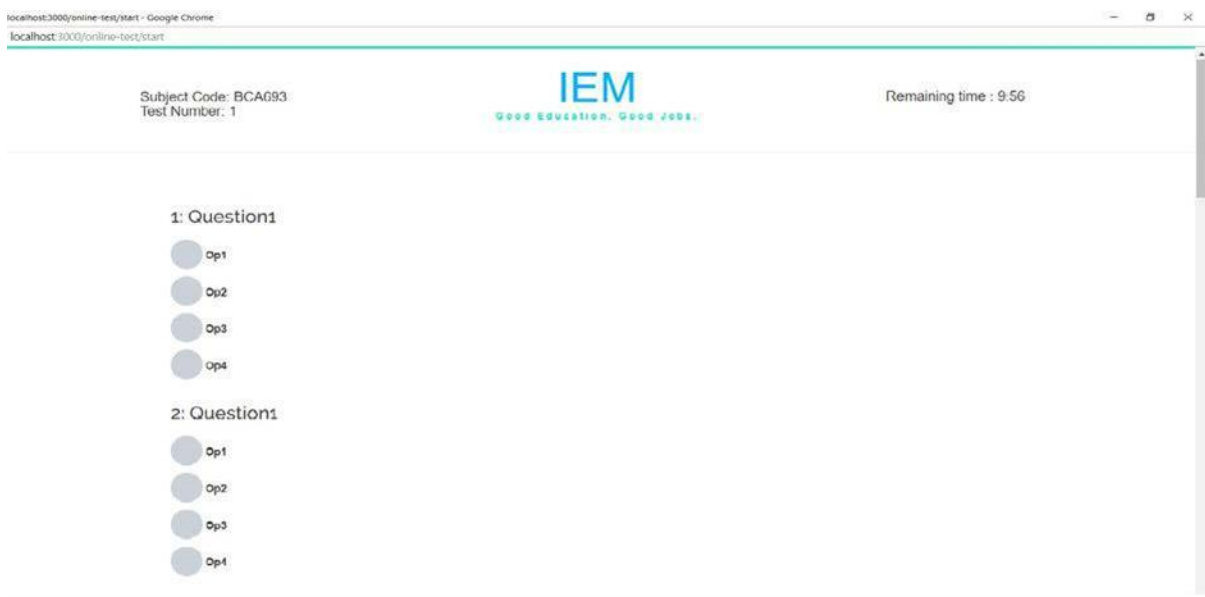 localhost:3000/online-test/start - Google Chrome
localhost:3000/online-test/start
Subject Code: BCA693
Test Number: 1
IEM
Good Education. Good Jobs.
Remaining time : 9:56
1: Question1
Op1
Op2
Op3
Op4
2: Question1
Op1
Op2
Op3
Op4